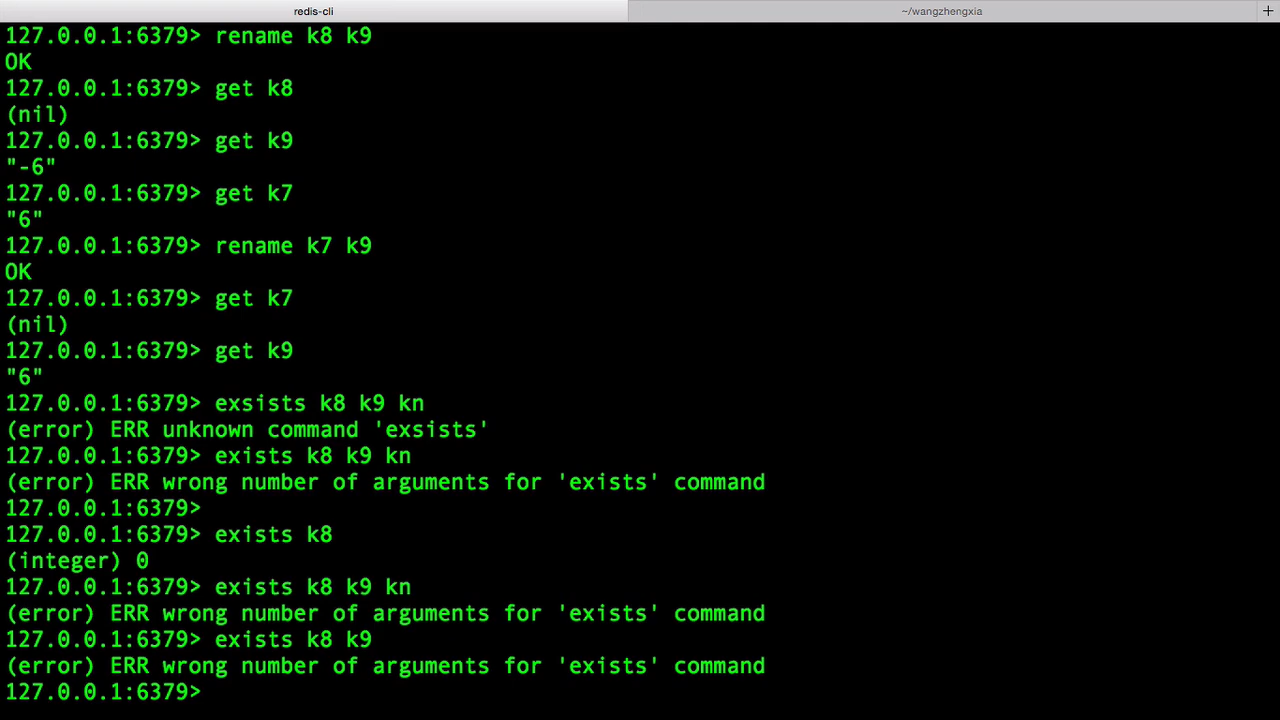 redis-cli
~/wangzhengxia
+
127.0.0.1:6379> rename k8 k9
OK
127.0.0.1:6379> get k8
(nil)
127.0.0.1:6379> get k9
"-6"
127.0.0.1:6379> get k7
"6"
127.0.0.1:6379> rename k7 k9
OK
127.0.0.1:6379> get k7
(nil)
127.0.0.1:6379> get k9
"6"
127.0.0.1:6379> exsists k8 k9 kn
(error) ERR unknown command 'exsists'
127.0.0.1:6379> exists k8 k9 kn
(error) ERR wrong number of arguments for 'exists' command
127.0.0.1:6379>
127.0.0.1:6379> exists k8
(integer) 0
127.0.0.1:6379> exists k8 k9 kn
(error) ERR wrong number of arguments for 'exists' command
127.0.0.1:6379> exists k8 k9
(error) ERR wrong number of arguments for 'exists' command
127.0.0.1:6379>